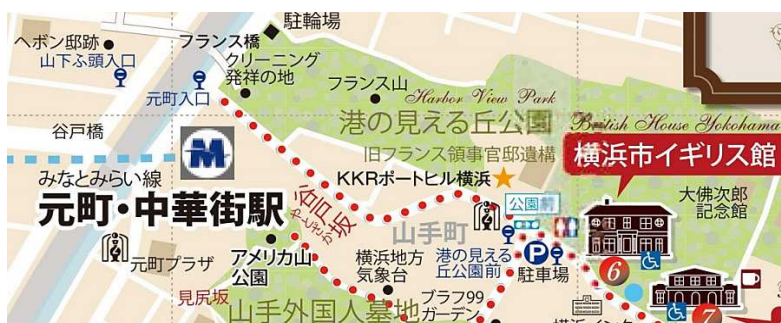 駐輪場
ヘボン邸跡
フランス橋
山下ふ頭入口
クリーニング
発祥の地
フランス山
元町入口
Harbor View Park
港の見える丘公園
British House Yokohama
谷戸橋
旧フランス領事官邸遺構
横浜市イギリス館
M
みなとみらい線
KKRポートヒル横浜
元町・中華街駅
谷戸坂
やとざか
公園前
大佛次郎
記念館
山手町
アメリカ山
公園
元町プラザ
横浜地方
気象台
港の見える
丘公園前
P
駐車場
6
見尻坂
山手外国人墓地
ブラフ99
ガーデン
7